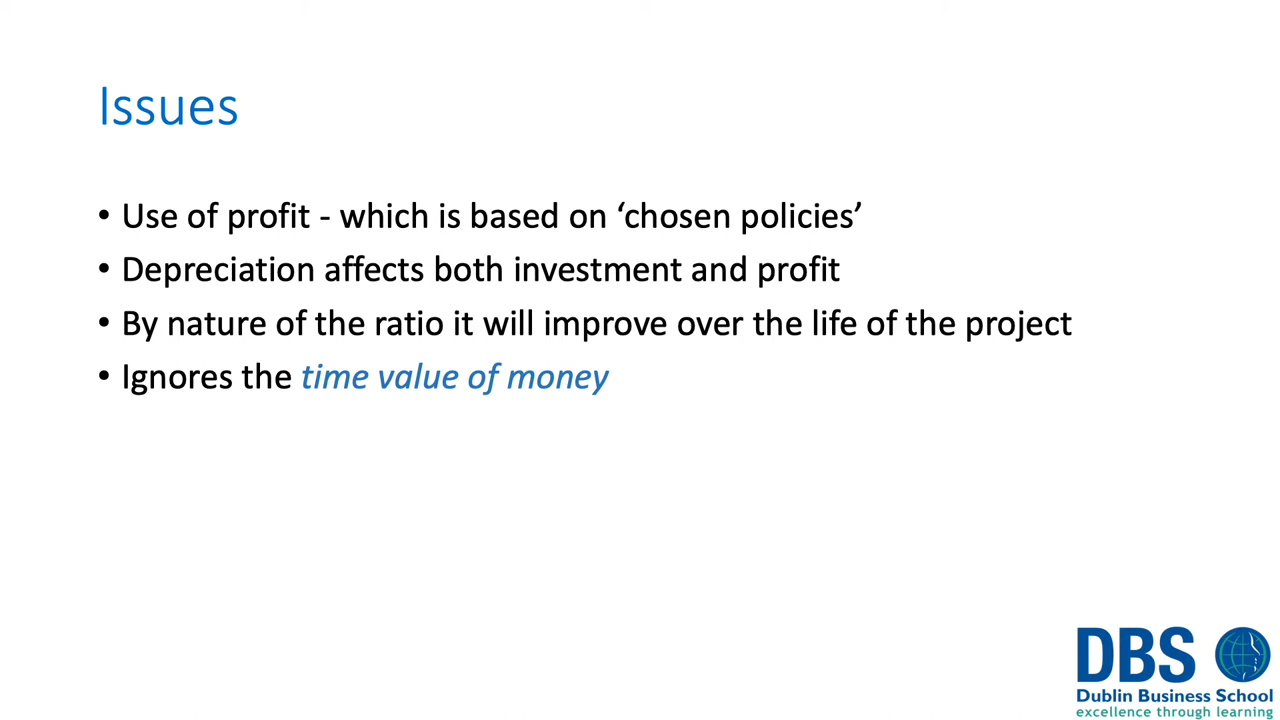 Issues
• Use of profit - which is based on ‘chosen policies’
• Depreciation affects both investment and profit
• By nature of the ratio it will improve over the life of the project
• Ignores the time value of money
DBS
Dublin Business School
excellence through learning